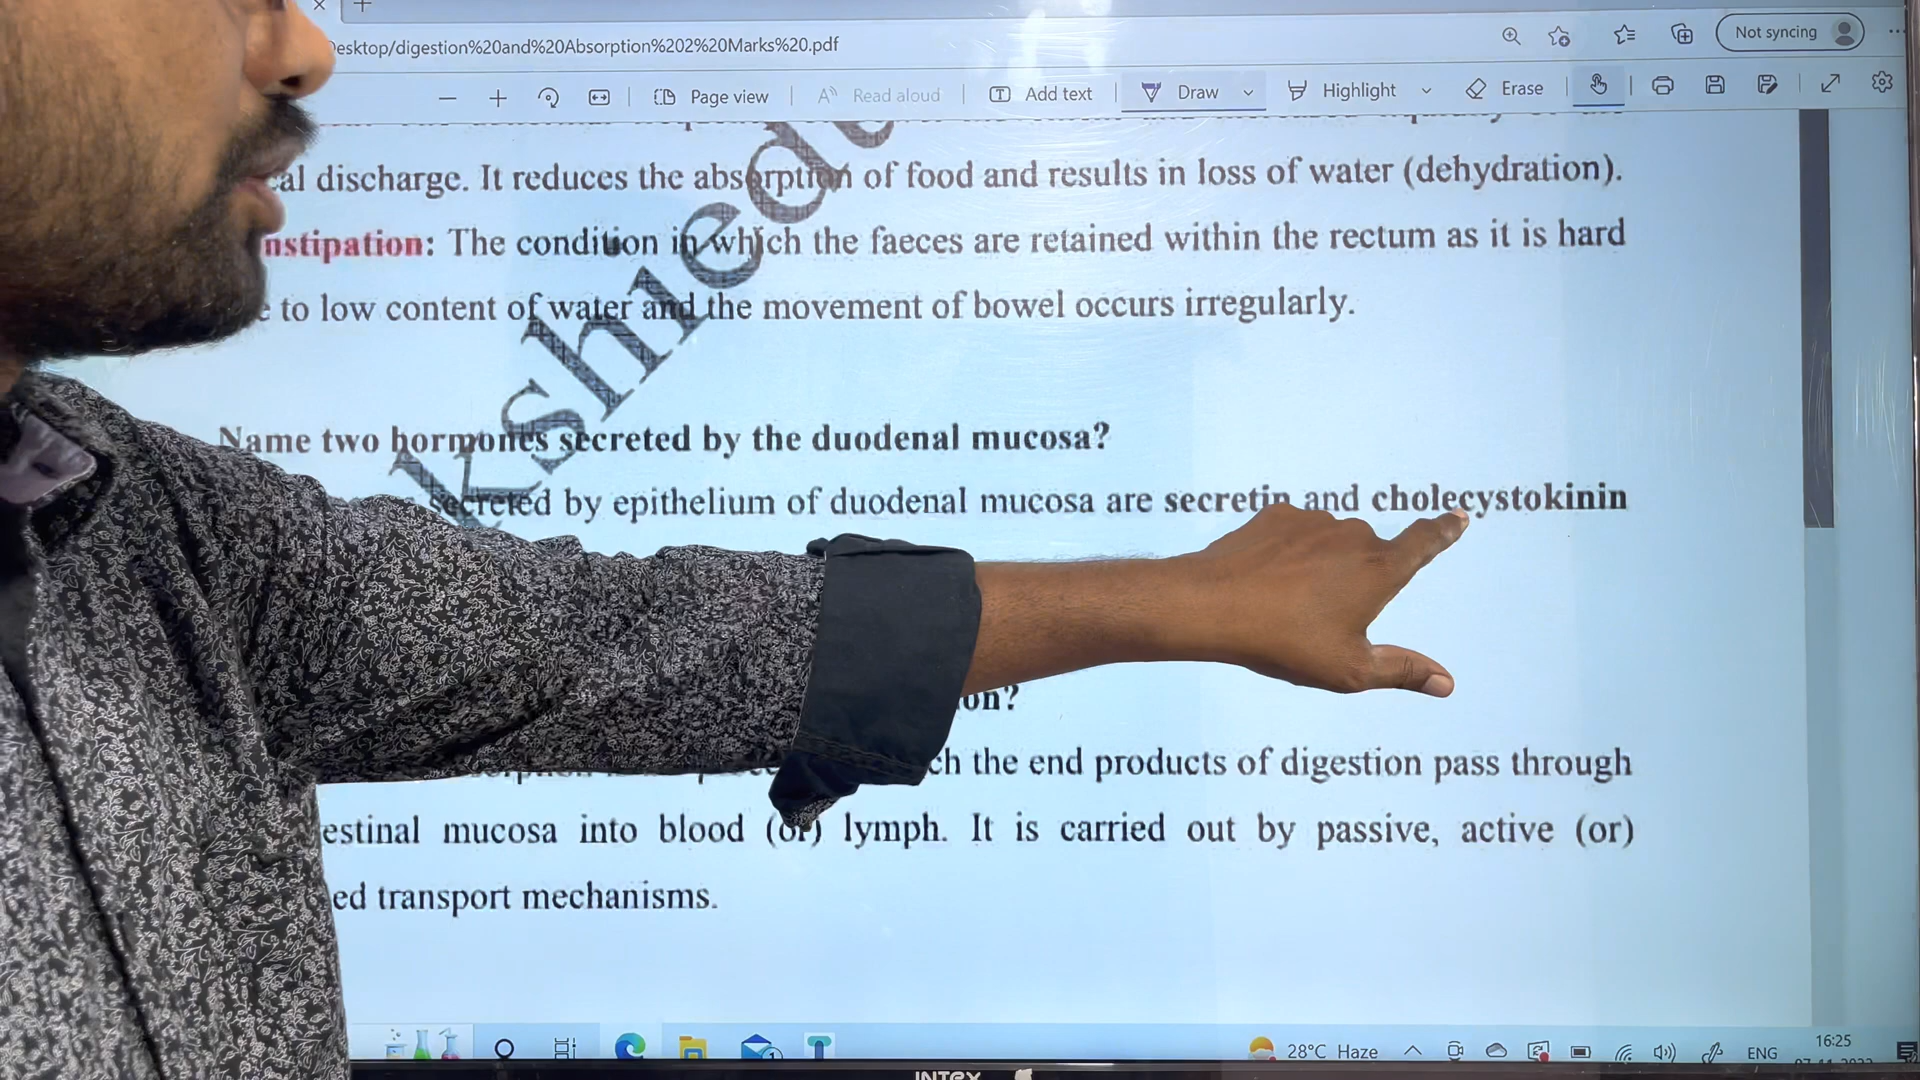 esktop/digestion%20and%20Absorption%202%20Marks%20.pdf
Not syncing
Page view
Read aloud
Add text
Draw
Highlight
Erase
al discharge. It reduces the absorption of food and results in loss of water (dehydration).
nstipation: The condition in which the faeces are retained within the rectum as it is hard
e to low content of water and the movement of bowel occurs irregularly.
Name two hormones secreted by the duodenal mucosa?
secreted by epithelium of duodenal mucosa are secretin and cholecystokinin
on?
ch the end products of digestion pass through
estinal mucosa into blood (or) lymph. It is carried out by passive, active (or)
ed transport mechanisms.
kshmedu
28°C Haze
ENG
16:25
INTEX